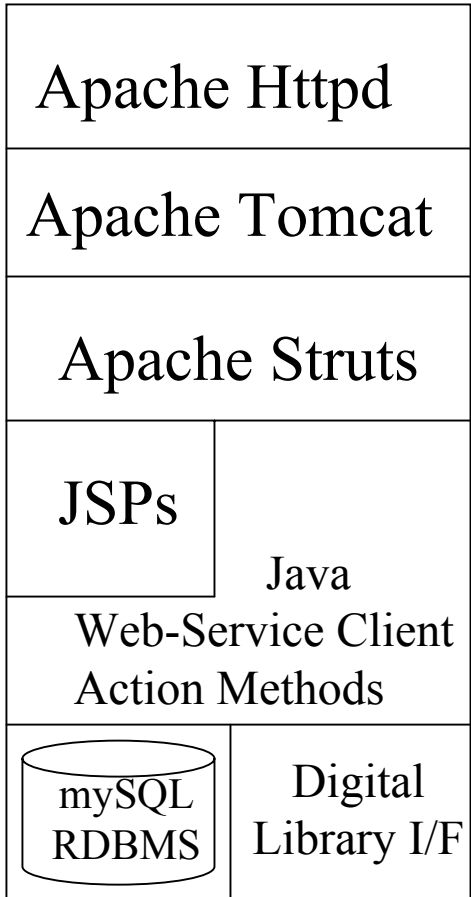 Apache Httpd
Apache Tomcat
Apache Struts
JSPs
Java
Web-Service Client
Action Methods
mySQL
RDBMS
Digital
Library I/F